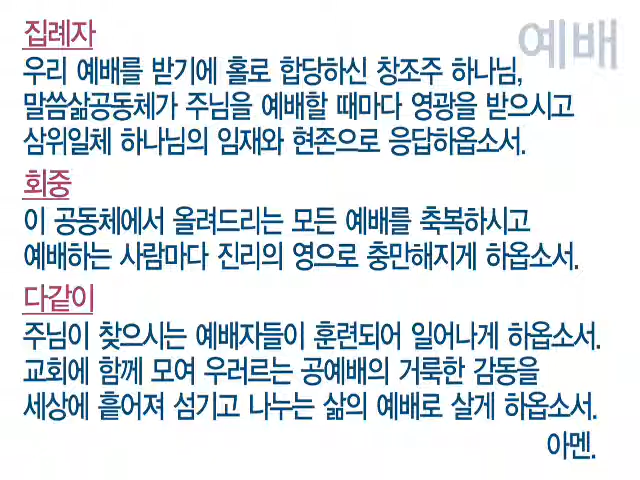 예배
집례자
우리 예배를 받기에 홀로 합당하신 창조주 하나님,
말씀삶공동체가 주님을 예배할 때마다 영광을 받으시고
삼위일체 하나님의 임재와 현존으로 응답하옵소서.
회중
이 공동체에서 올려드리는 모든 예배를 축복하시고
예배하는 사람마다 진리의 영으로 충만해지게 하옵소서.
다같이
주님이 찾으시는 예배자들이 훈련되어 일어나게 하옵소서.
교회에 함께 모여 우러르는 공예배의 거룩한 감동을
세상에 흩어져 섬기고 나누는 삶의 예배로 살게 하옵소서.
아멘.